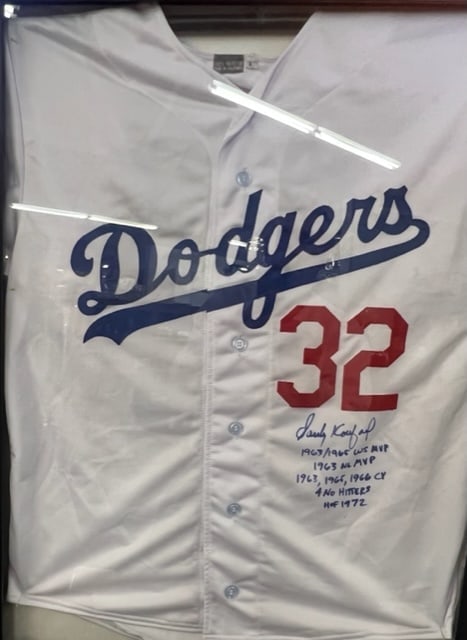 Dodgers
32
Sandy Koufax
1963/1965 WS MVP
1963 NL MVP
1963, 1965, 1966 CY
4 NO HITTERS
HOF 1972